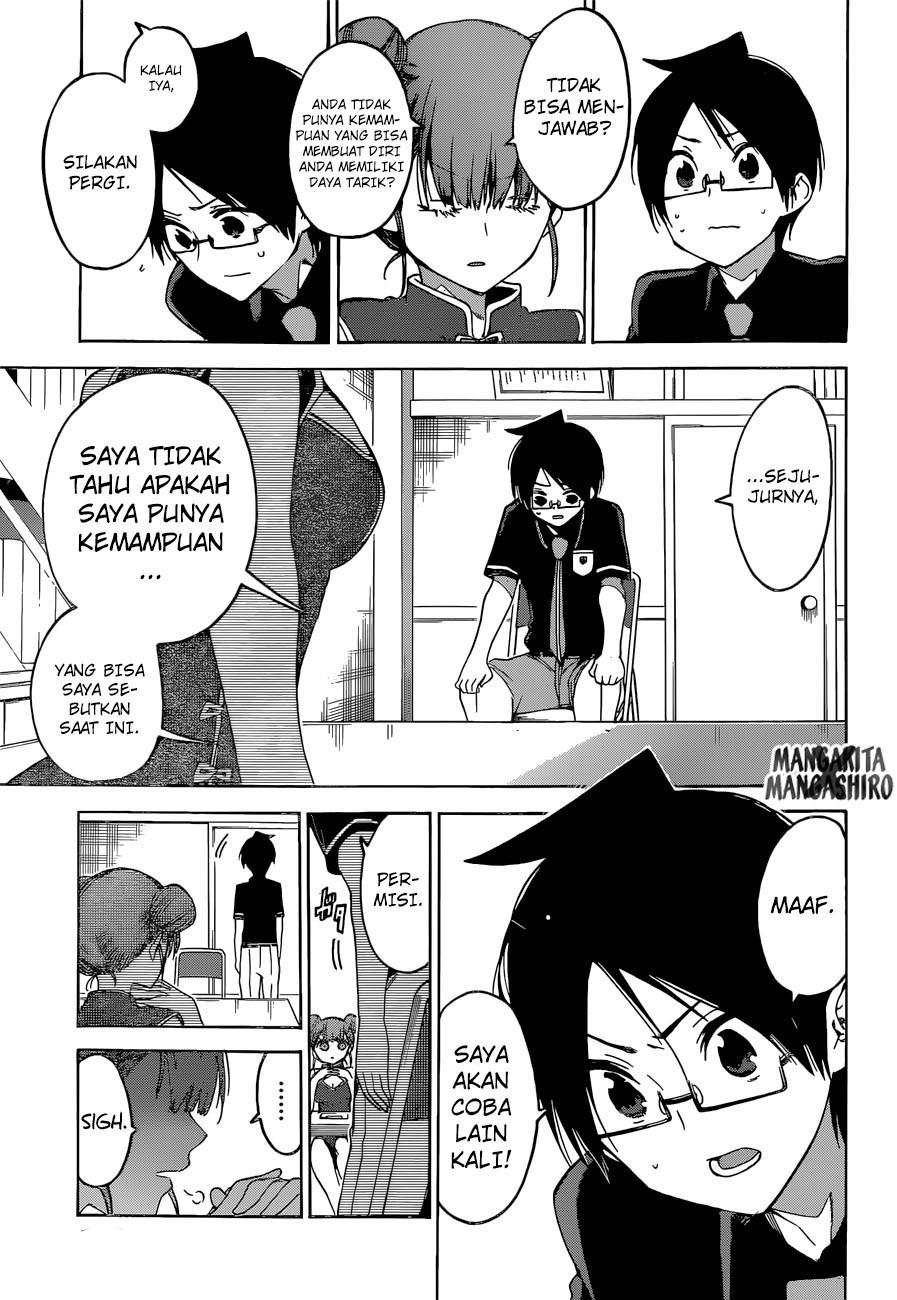 TIDAK
BISA MEN-
JAWAB?
ANDA TIDAK
PUNYA KEMAM-
PUAN YANG BISA
MEMBUAT DIRI
ANDA MEMILIKI
DAYA TARIK?
KALAU
IYA,
SILAKAN
PERGI.
...SEJU-
JURNYA,
SAYA TIDAK
TAHU APAKAH
SAYA PUNYA
KEMAMPUAN
...
YANG BISA
SAYA SE-
BUTKAN
SAAT INI.
MANGAKITA
MANGASHIRO
MAAF.
SAYA
AKAN
COBA
LAIN
KALI!
PER-
MISI.
ガタ
......
SIGH.